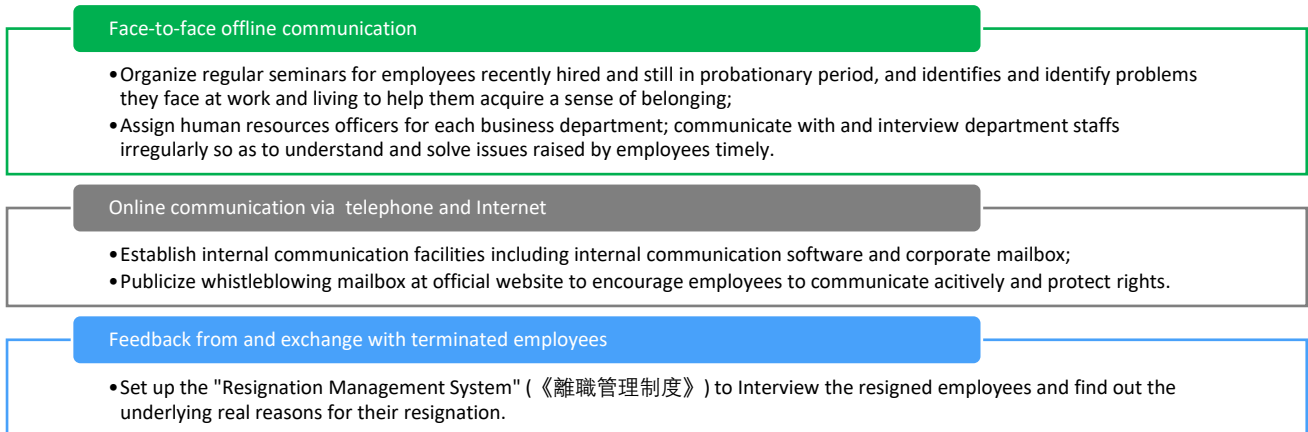 Face-to-face offline communication
•Organize regular seminars for employees recently hired and still in probationary period, and identifies and identify problems
they face at work and living to help them acquire a sense of belonging;
•Assign human resources officers for each business department; communicate with and interview department staffs
irregularly so as to understand and solve issues raised by employees timely.
Online communication via telephone and Internet
•Establish internal communication facilities including internal communication software and corporate mailbox;
•Publicize whistleblowing mailbox at official website to encourage employees to communicate acitively and protect rights.
Feedback from and exchange with terminated employees
•Set up the "Resignation Management System" (《離職管理制度》) to Interview the resigned employees and find out the
underlying real reasons for their resignation.